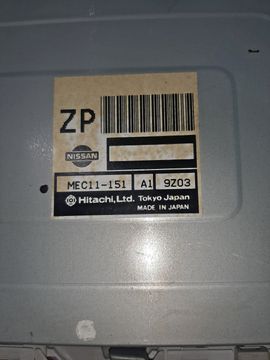 ZP
NISSAN
MEC11-151 A1 9Z03
Hitachi,Ltd. Tokyo Japan
MADE IN JAPAN